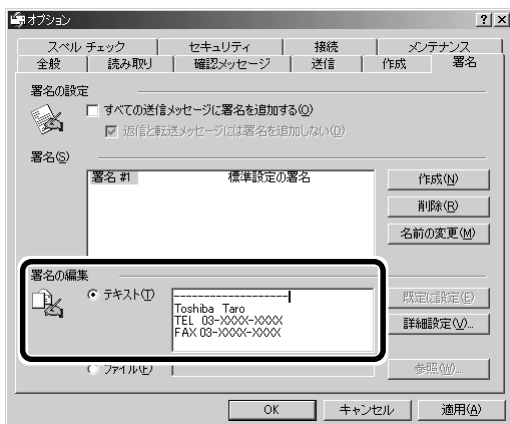 オプション
スペル チェック セキュリティ 接続 メンテナンス
全般 読み取り 確認メッセージ 送信 作成 署名
署名の設定
すべての送信メッセージに署名を追加する(O)
返信と転送メッセージには署名を追加しない(D)
署名(S)
署名 #1 標準設定の署名
作成(N)
削除(R)
名前の変更(M)
署名の編集
テキスト(T)
--------------------
Toshiba Taro
TEL 03-XXXX-XXXX
FAX 03-XXXX-XXXX
既定に設定(E)
詳細設定(V)...
ファイル(F)
参照(W)...
OK キャンセル 適用(A)